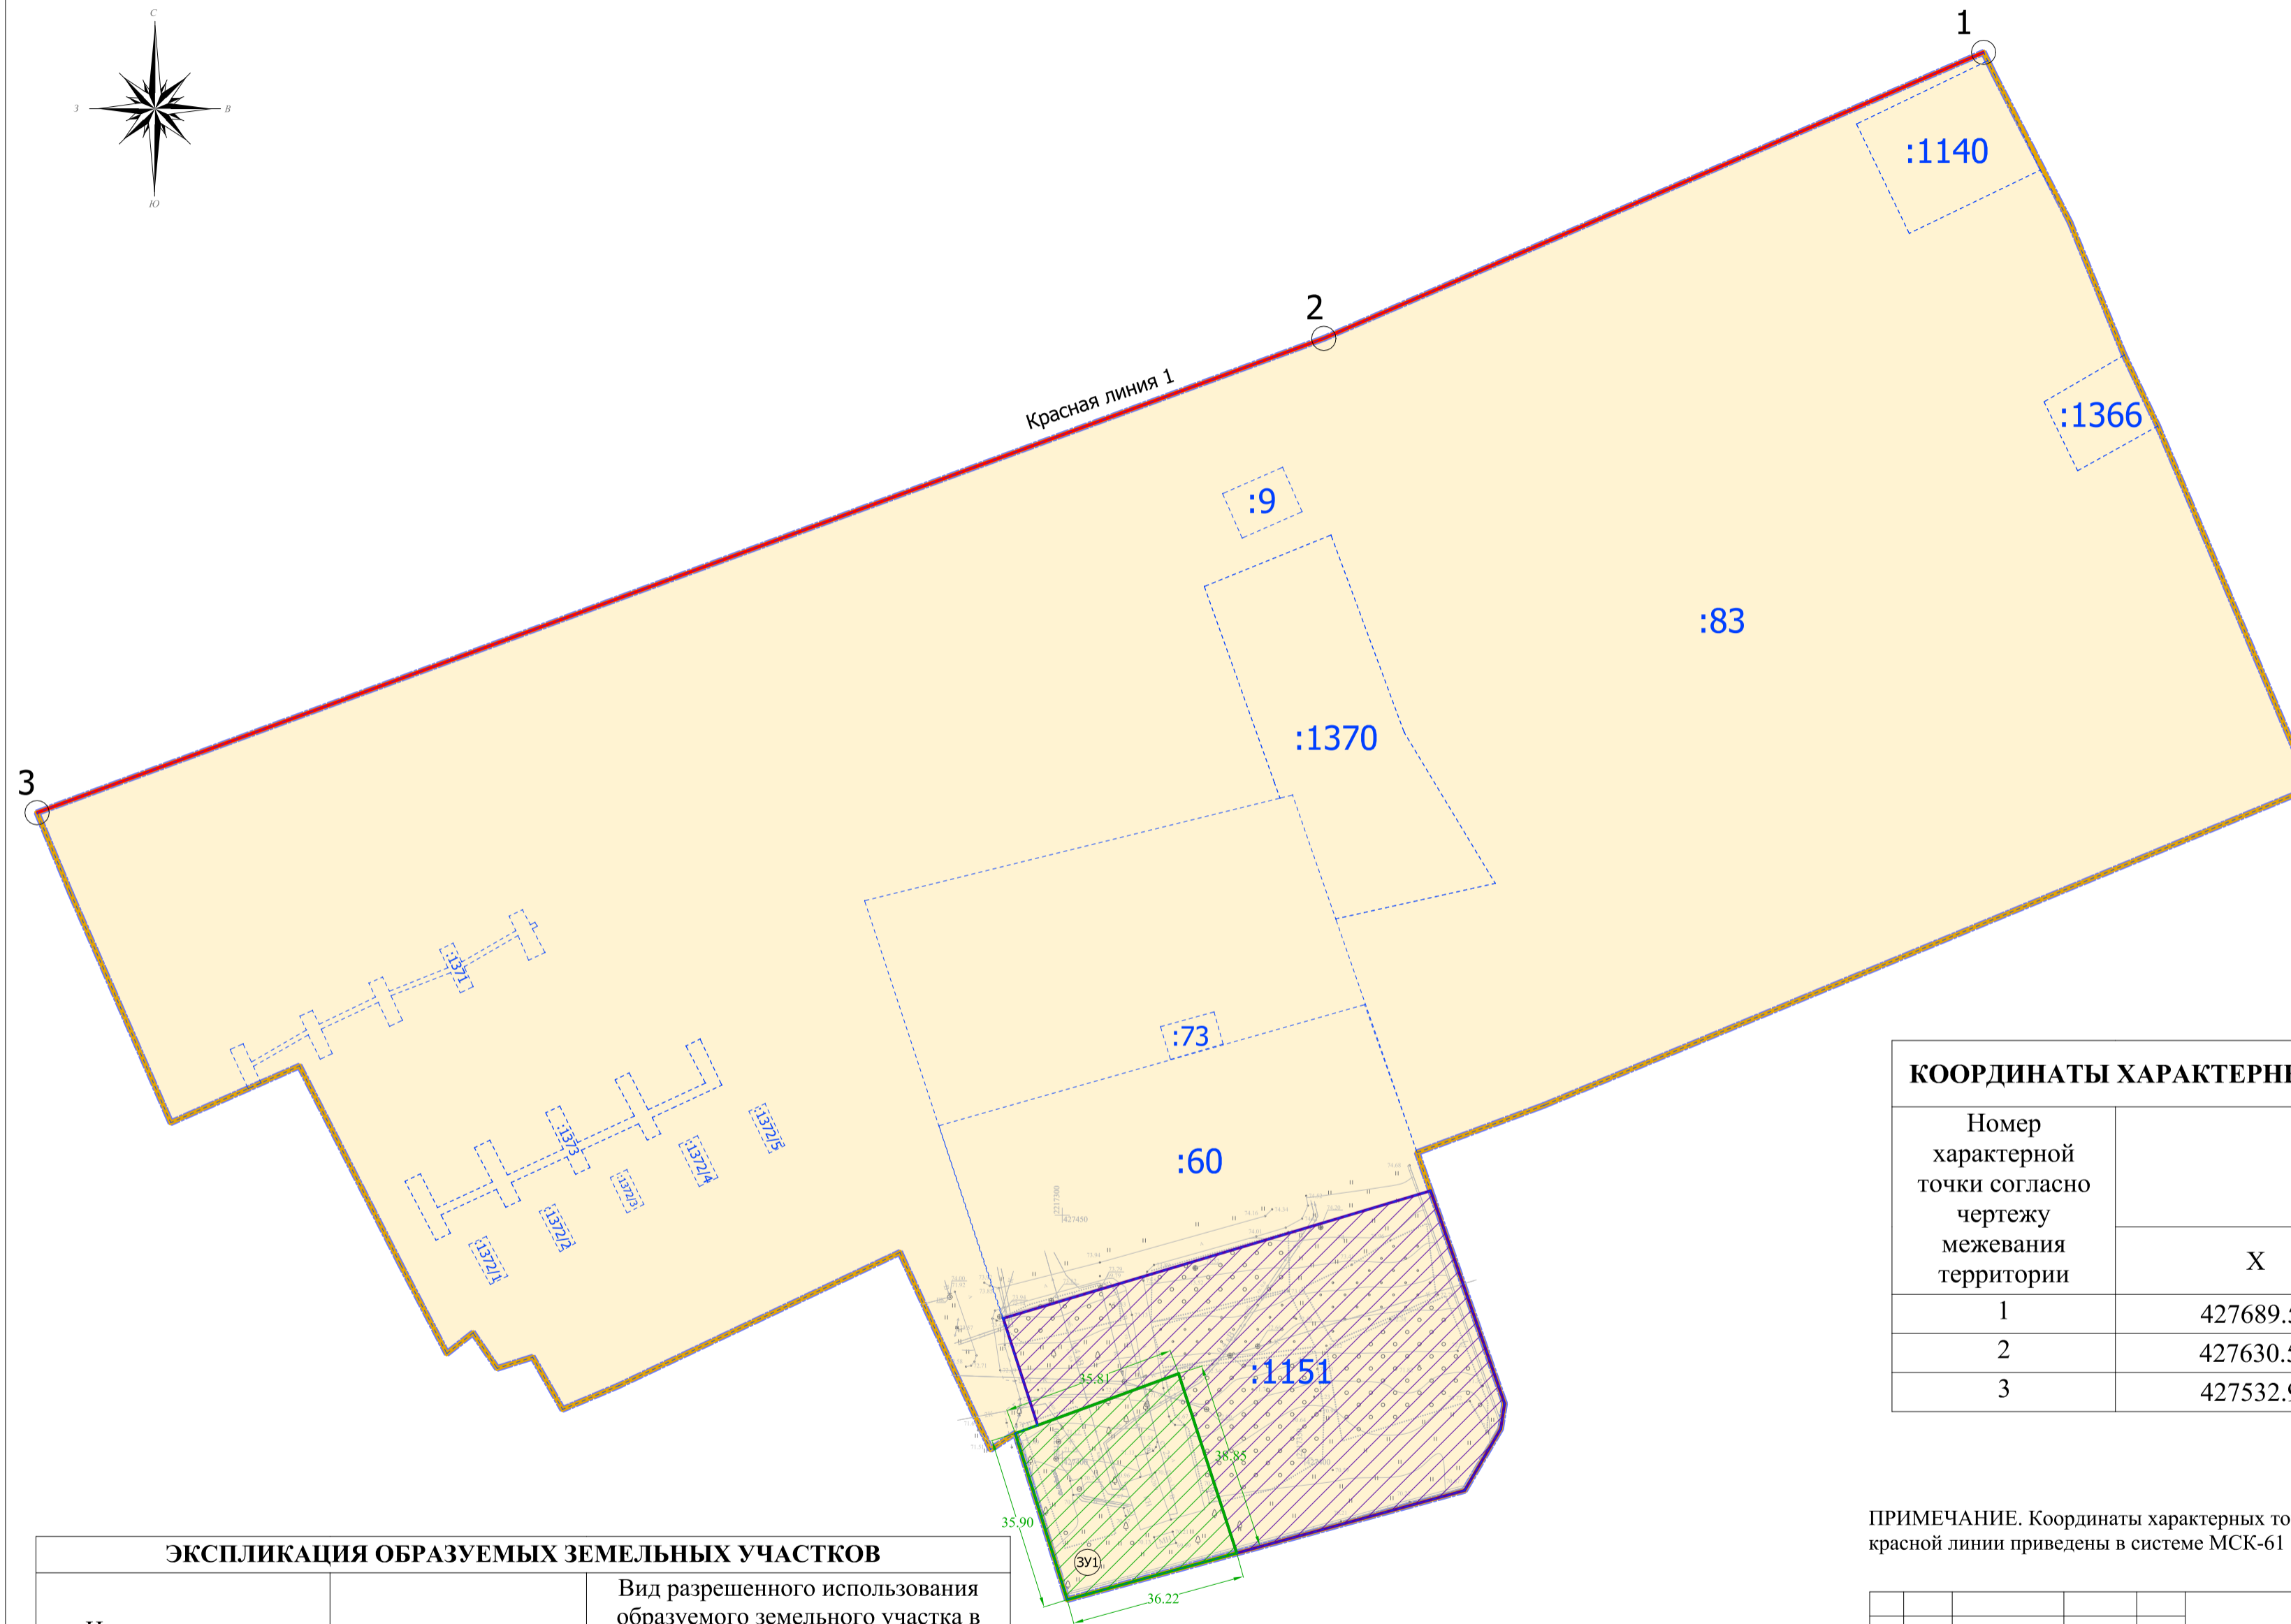 С
З
В
Ю
1
:1140
2
Красная линия 1
:1366
:9
:83
:1370
3
:1371
:73
:1373
:1372/5
:1372/4
:1372/3
:1372/2
:1372/1
:60
2217300
427450
:1151
35.81
38.85
35.90
36.22
ЗУ1
427400
КООРДИНАТЫ ХАРАКТЕРН
Номер
характерной
точки согласно
чертежу
межевания
территории
X
1
427689.
2
427630.
3
427532.
ПРИМЕЧАНИЕ. Координаты характерных то
красной линии приведены в системе МСК-61
ЭКСПЛИКАЦИЯ ОБРАЗУЕМЫХ ЗЕМЕЛЬНЫХ УЧАСТКОВ
Вид разрешенного использования
образуемого земельного участка в